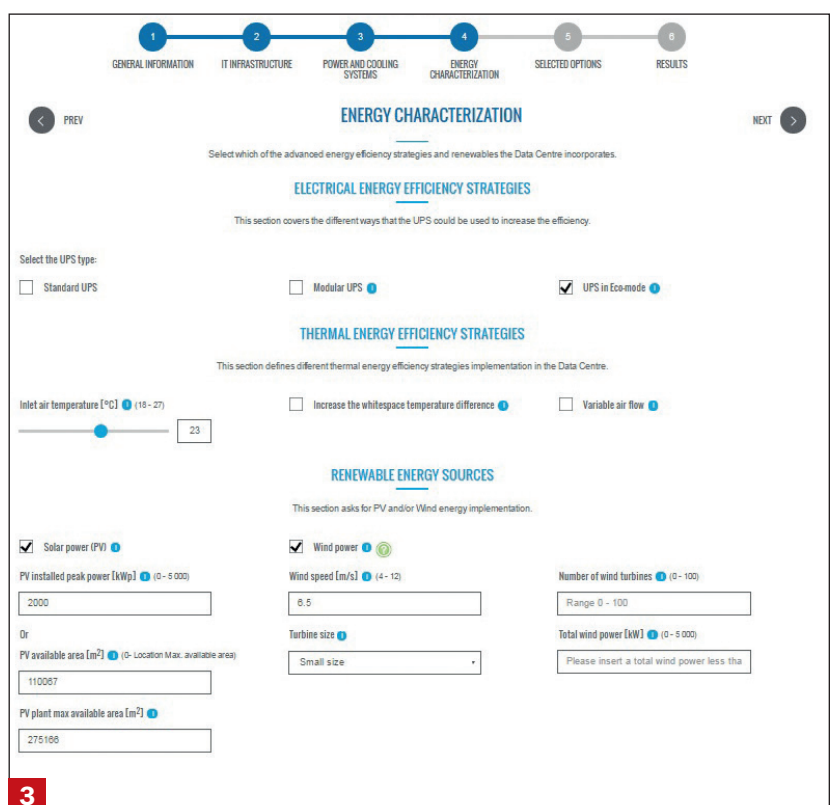 1 2 3 4 5 6
GENERAL INFORMATION IT INFRASTRUCTURE POWER AND COOLING SYSTEMS ENERGY CHARACTERIZATION SELECTED OPTIONS RESULTS
< PREV ENERGY CHARACTERIZATION NEXT >
Select which of the advanced energy eficiency strategies and renewables the Data Centre incorporates.
ELECTRICAL ENERGY EFFICIENCY STRATEGIES
This section covers the different ways that the UPS could be used to increase the efficiency.
Select the UPS type:
Standard UPS Modular UPS i UPS in Eco-mode i
THERMAL ENERGY EFFICIENCY STRATEGIES
This section defines different thermal energy efficiency strategies implementation in the Data Centre.
Inlet air temperature [°C] i (18 - 27) Increase the whitespace temperature difference i Variable air flow i
23
RENEWABLE ENERGY SOURCES
This section asks for PV and/or Wind energy implementation.
Solar power (PV) i Wind power i ?
PV installed peak power [kWp] i (0 - 5 000) Wind speed [m/s] i (4 - 12) Number of wind turbines i (0 - 100)
2000 6.5 Range 0 - 100
Or Turbine size i Total wind power [kW] i (0 - 5 000)
PV available area [m²] i (0- Location Max. available area) Small size Please insert a total wind power less tha
110067
PV plant max available area [m²] i
275166
3